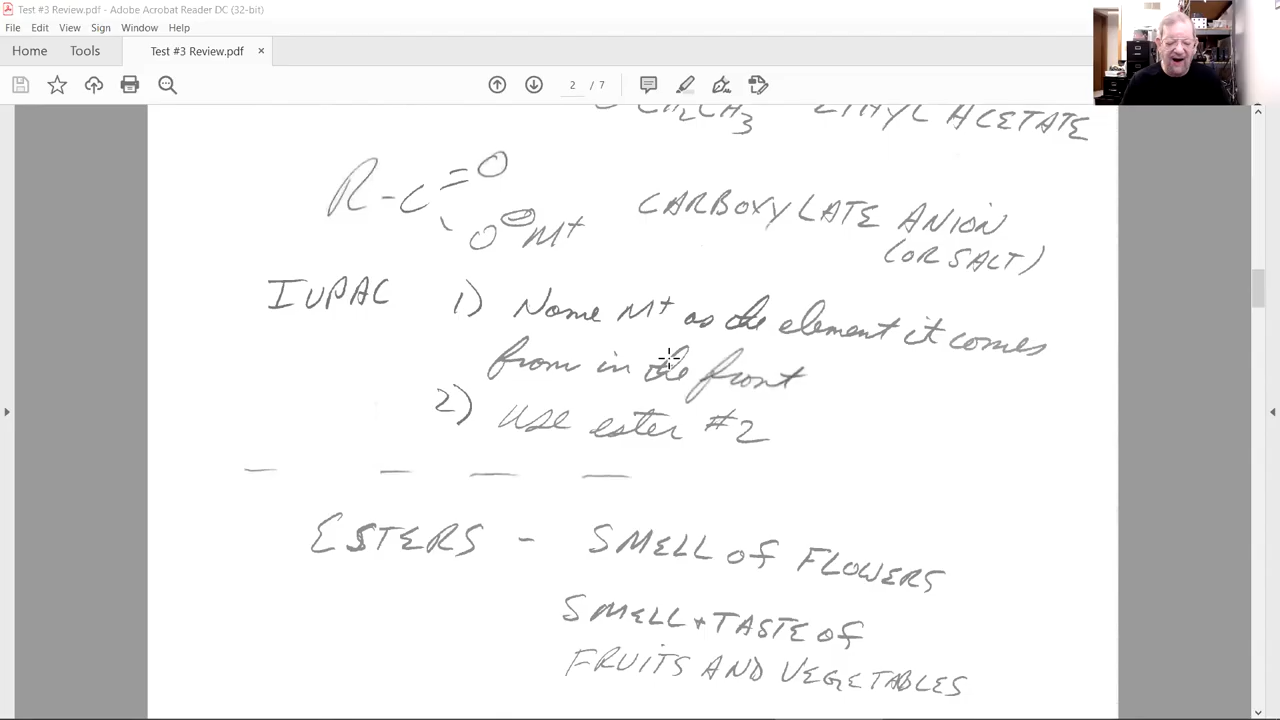 Test #3 Review.pdf - Adobe Acrobat Reader DC (32-bit)
File Edit View Sign Window Help
Home Tools Test #3 Review.pdf ×
2 / 7
O CH2CH3 ETHYL ACETATE
R-C =O
O⊖M+
CARBOXYLATE ANION
(OR SALT)
IUPAC 1) Name M+ as the element it comes
from in the front
2) Use ester #2
ESTERS - SMELL of FLOWERS
SMELL + TASTE of
FRUITS AND VEGETABLES